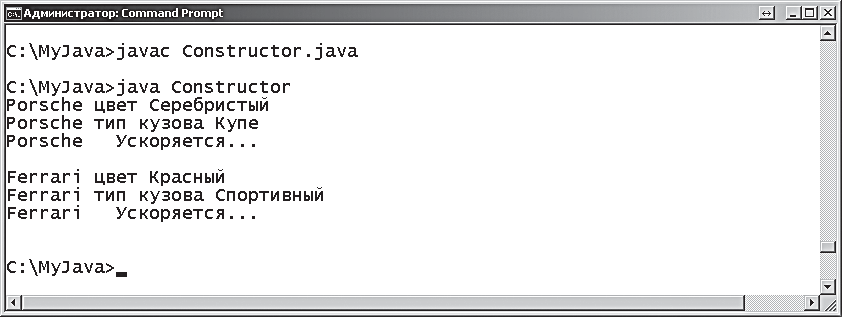 Администратор: Command Prompt
C:\MyJava>javac Constructor.java
C:\MyJava>java Constructor
Porsche цвет Серебристый
Porsche тип кузова Купе
Porsche   Ускоряется...
Ferrari цвет Красный
Ferrari тип кузова Спортивный
Ferrari   Ускоряется...
C:\MyJava>